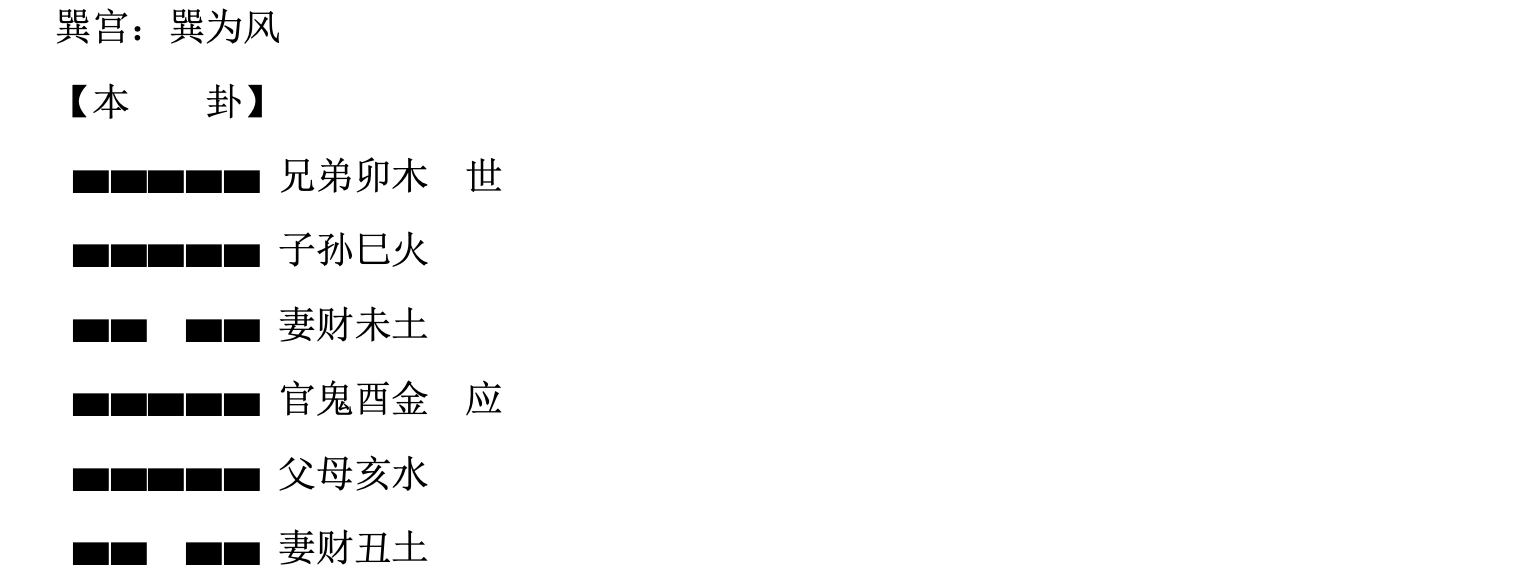 巽宫：巽为风
【本　　卦】
兄弟卯木　世
子孙巳火
妻财未土
官鬼酉金　应
父母亥水
妻财丑土